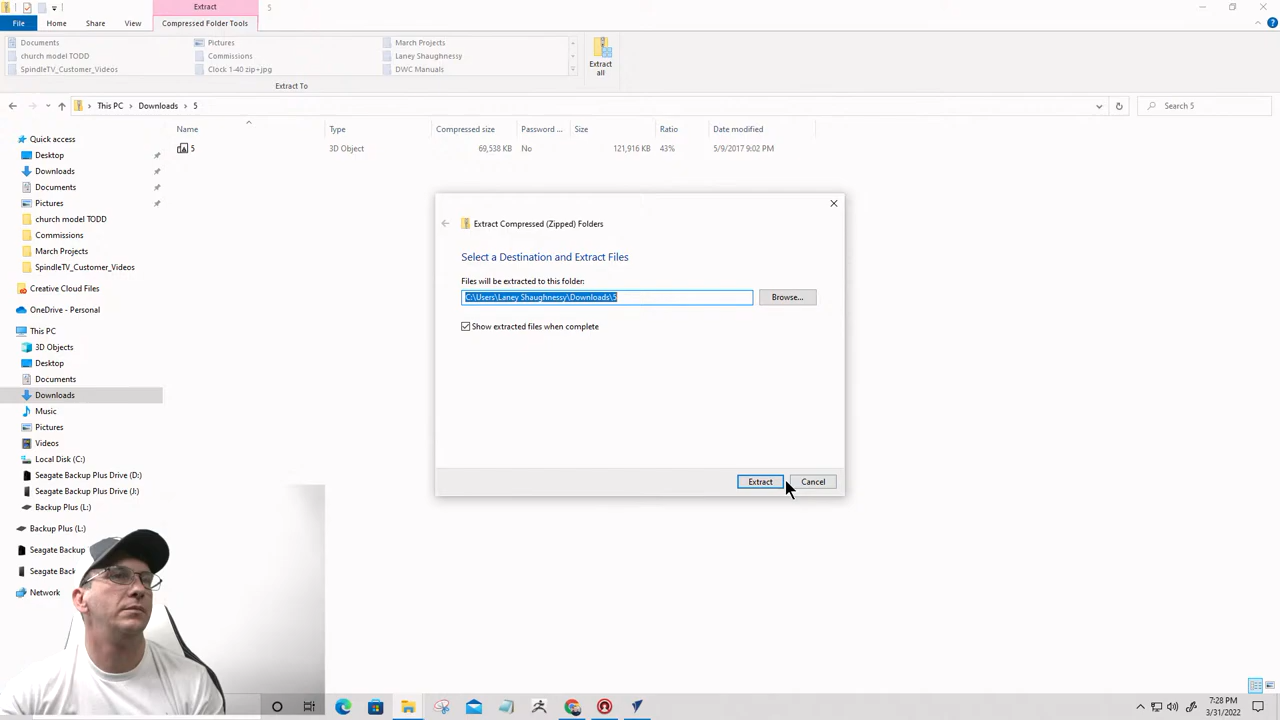 Extract
5
File
Home
Share
View
Compressed Folder Tools
Documents
Pictures
March Projects
church model TODD
Commissions
Laney Shaughnessy
SpindleTV_Customer_Videos
Clock 1-40 zip+jpg
DWC Manuals
Extract
all
Extract To
This PC
Downloads
5
Search 5
Name
Type
Compressed size
Password ...
Size
Ratio
Date modified
5
3D Object
69,538 KB
No
121,916 KB
43%
5/9/2017 9:02 PM
Quick access
Desktop
Downloads
Documents
Pictures
church model TODD
Commissions
March Projects
SpindleTV_Customer_Videos
Creative Cloud Files
OneDrive - Personal
This PC
3D Objects
Desktop
Documents
Downloads
Music
Pictures
Videos
Local Disk (C:)
Seagate Backup Plus Drive (D:)
Seagate Backup Plus Drive (J:)
Backup Plus (L:)
Backup Plus (L:)
Seagate Backup
Seagate Bac
Network
Extract Compressed (Zipped) Folders
Select a Destination and Extract Files
Files will be extracted to this folder:
C:\Users\Laney Shaughnessy\Downloads\5
Browse...
Show extracted files when complete
Extract
Cancel
7:28 PM
3/31/2022